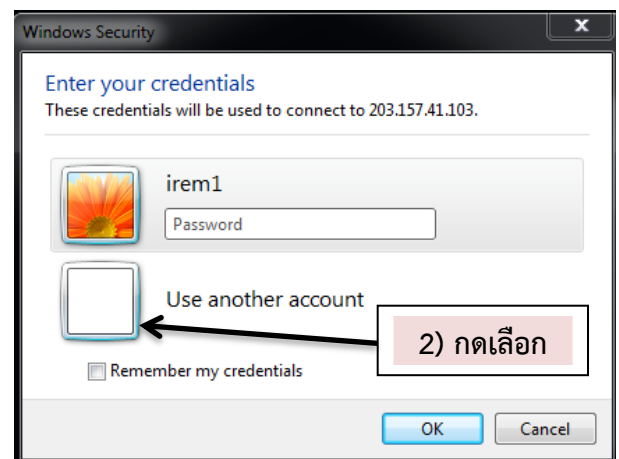 Windows Security
x
Enter your credentials
These credentials will be used to connect to 203.157.41.103.
irem1
Password
Use another account
2) กดเลือก
Remember my credentials
OK
Cancel